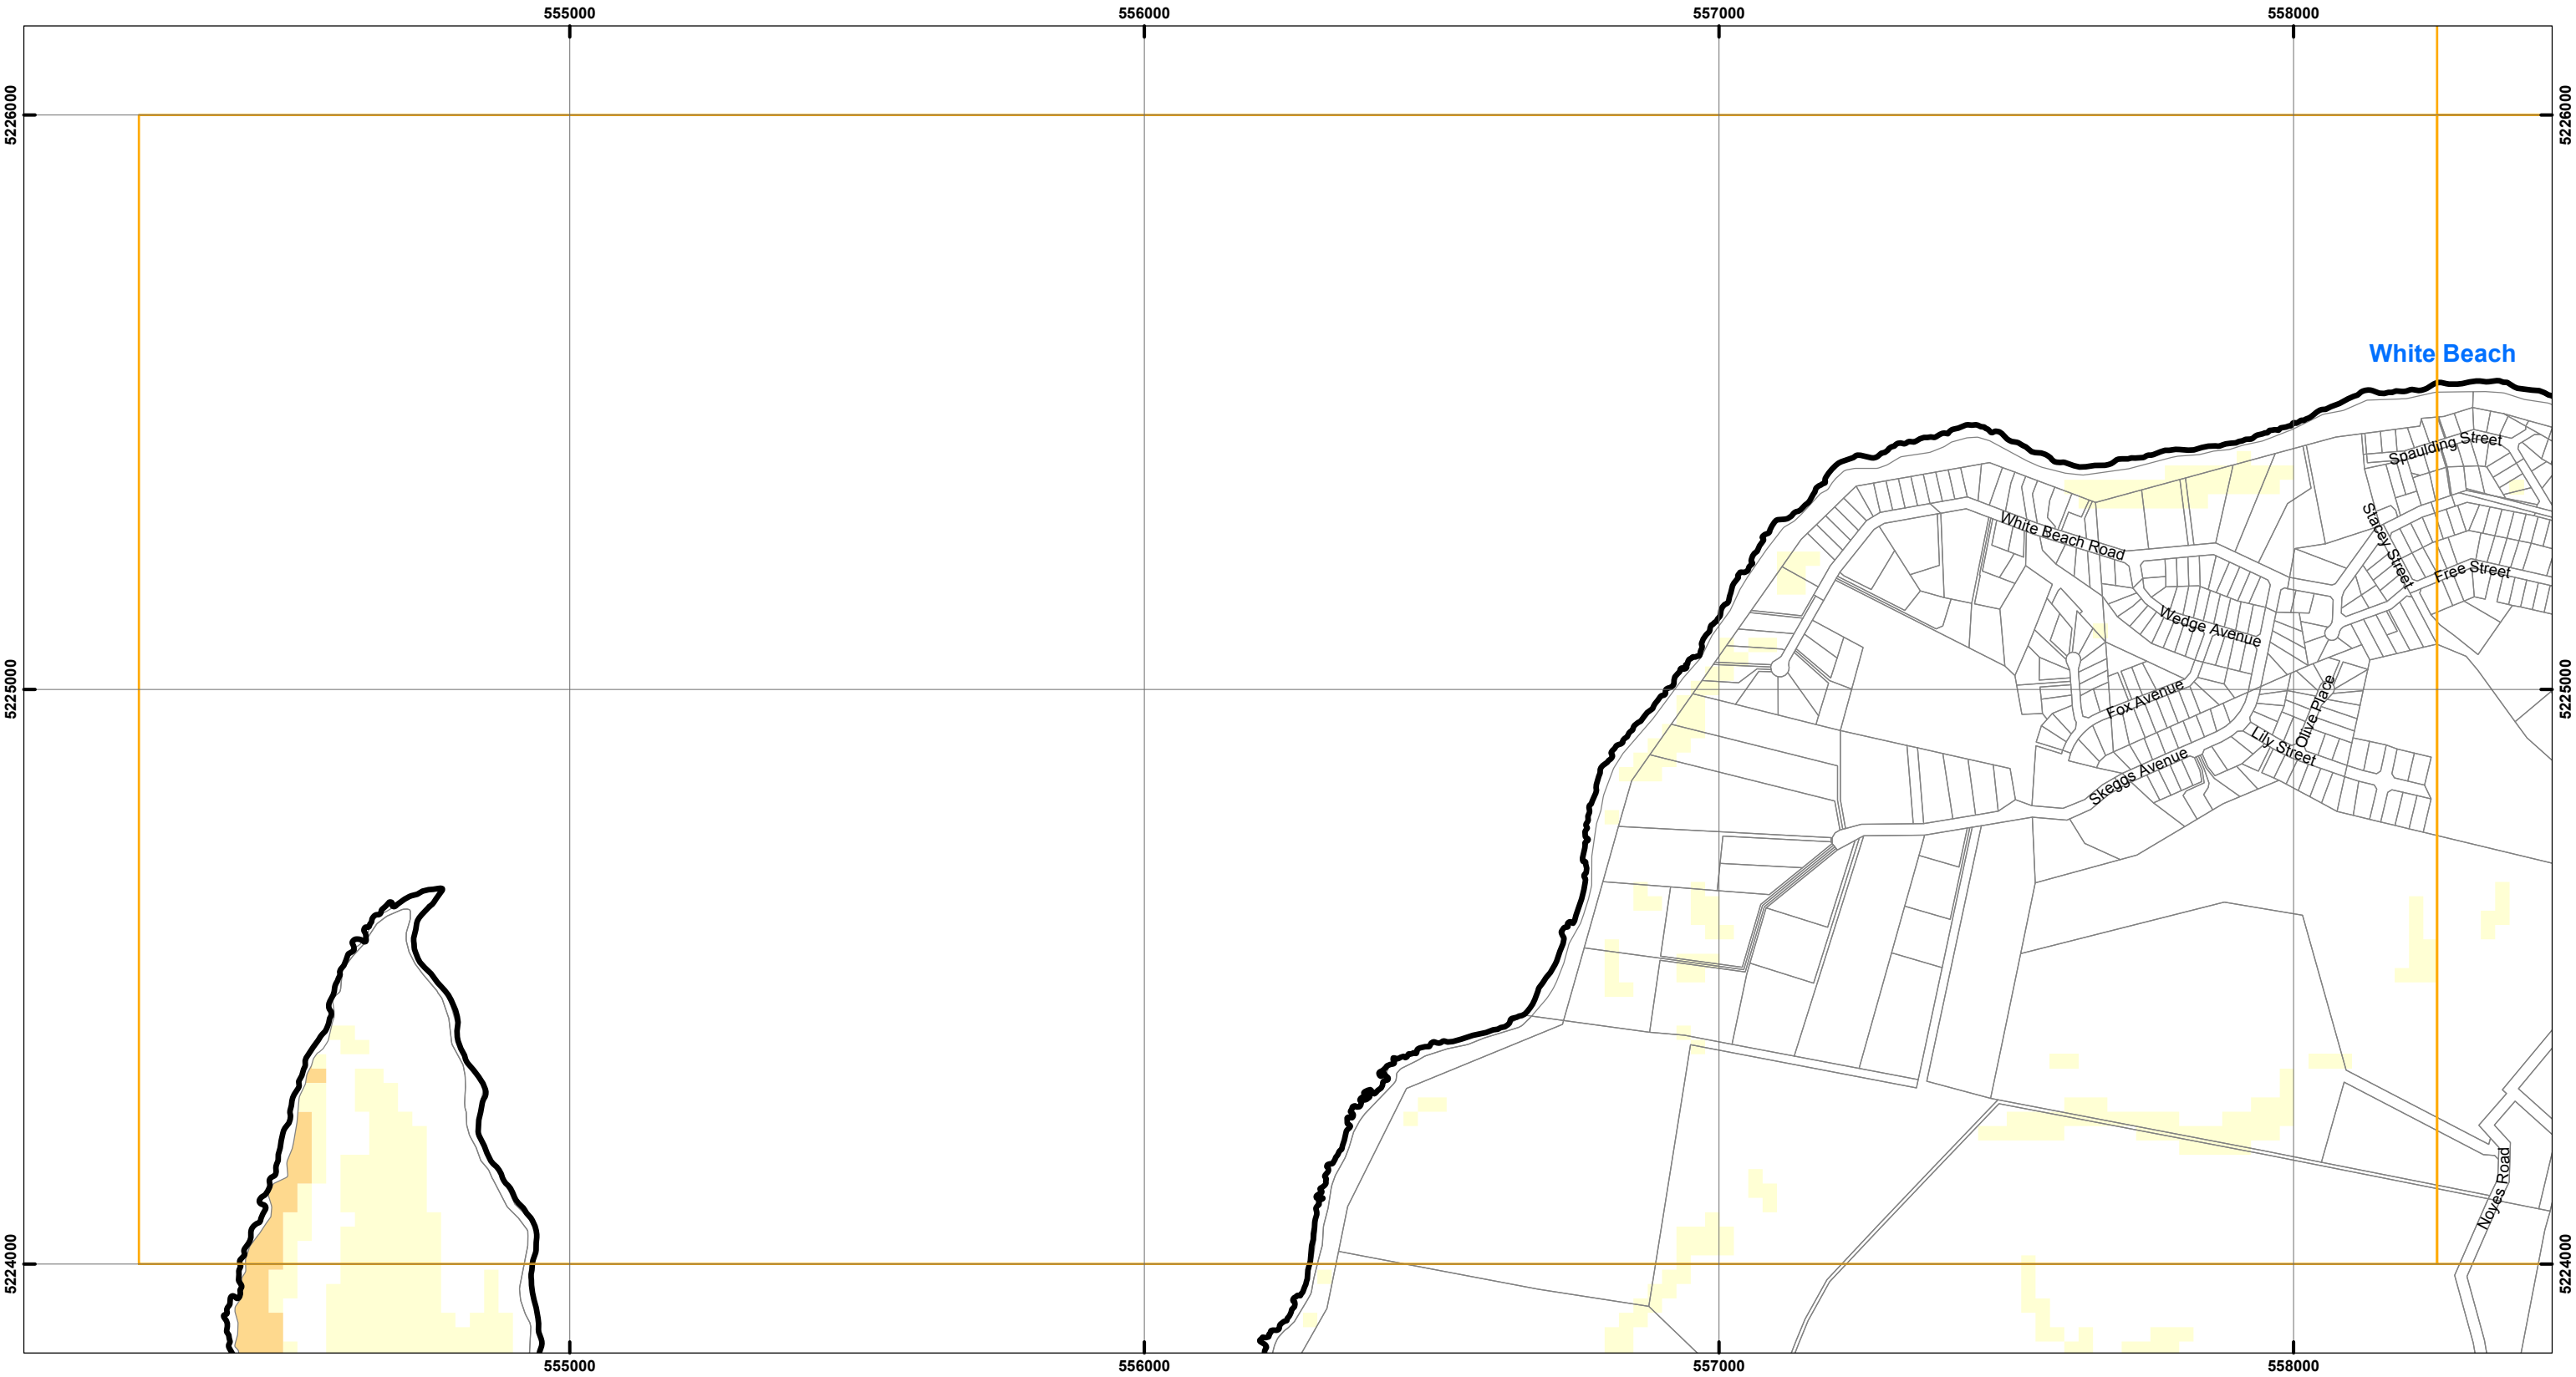 555000
556000
557000
558000
5226000
5226000
White Beach
Spaulding Street
White Beach Road
Stacey Street
Free Street
Wedge Avenue
5225000
5225000
Fox Avenue
Olive Place
Lily Street
Skeggs Avenue
Noyes Road
5224000
5224000
555000
556000
557000
558000